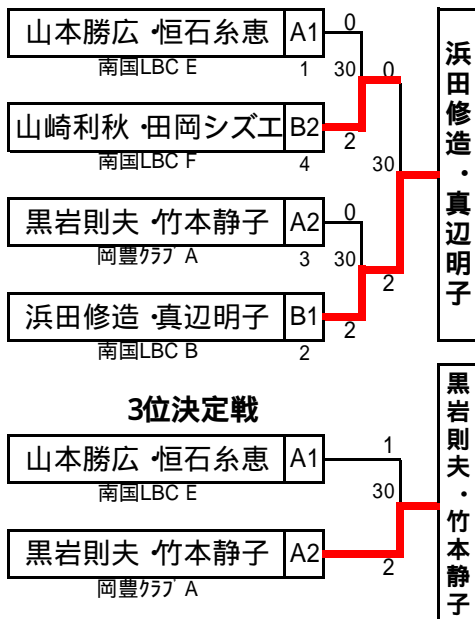 山本勝広・恒石糸恵 A1 0
南国LBC E 1 30 0
山崎利秋・田岡シズエ B2 2
南国LBC F 4 30
黒岩則夫・竹本静子 A2 0
岡豊クラブ A 3 30 2
浜田修造・真辺明子 B1 2
南国LBC B 2
浜田修造・真辺明子
3位決定戦
山本勝広・恒石糸恵 A1 1
南国LBC E 30
黒岩則夫・竹本静子 A2 2
岡豊クラブ A
黒岩則夫・竹本静子